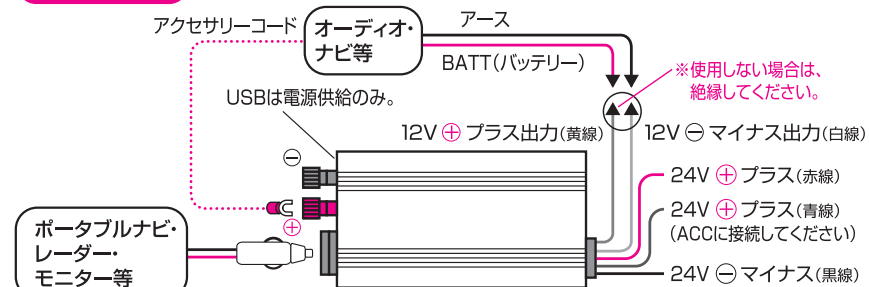 アクセサリーコード
オーディオ・
ナビ等
アース
BATT(バッテリー)
※使用しない場合は、
絶縁してください。
USBは電源供給のみ。
12V ⊕ プラス出力(黄線)
12V ⊖ マイナス出力(白線)
⊖
⊕
24V ⊕ プラス(赤線)
24V ⊕ プラス(青線)
(ACCに接続してください)
24V ⊖ マイナス(黒線)
ポータブルナビ・
レーダー・
モニター等